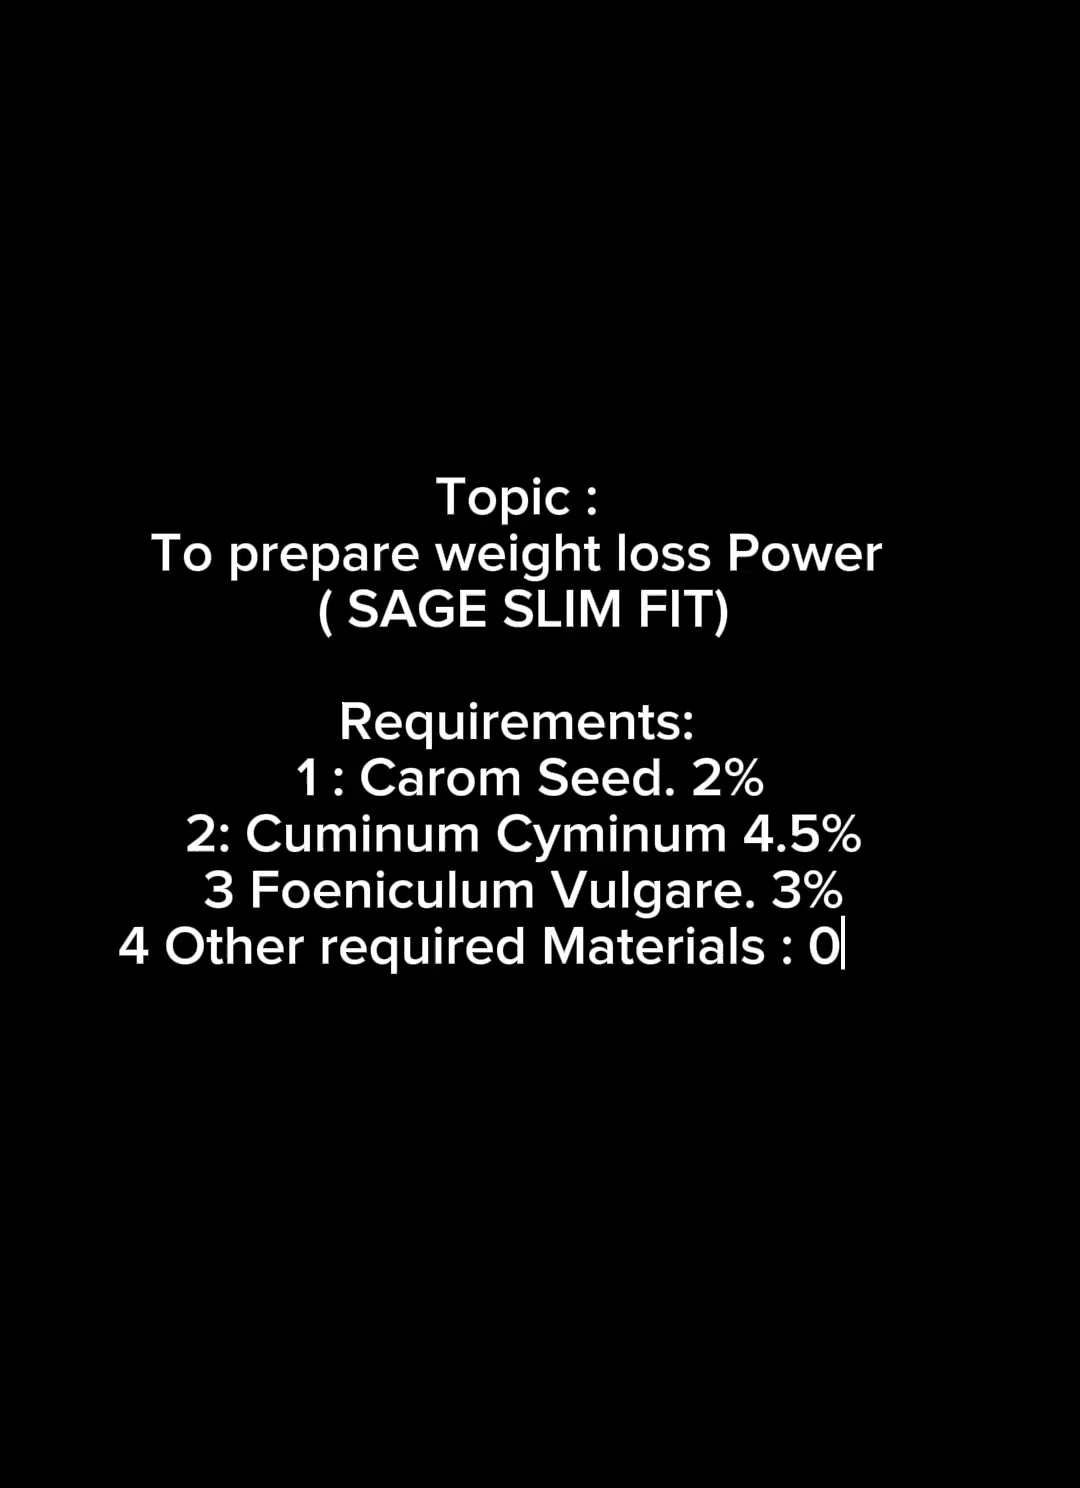 Topic :
To prepare weight loss Power
( SAGE SLIM FIT)
Requirements:
1 : Carom Seed. 2%
2: Cuminum Cyminum 4.5%
3 Foeniculum Vulgare. 3%
4 Other required Materials : 0